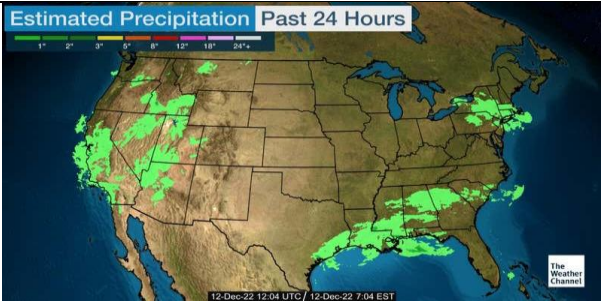 Estimated Precipitation Past 24 Hours
1" 2" 3" 5" 8" 12" 18" 24"+
The
Weather
Channel
12-Dec-22 12:04 UTC / 12-Dec-22 7:04 EST